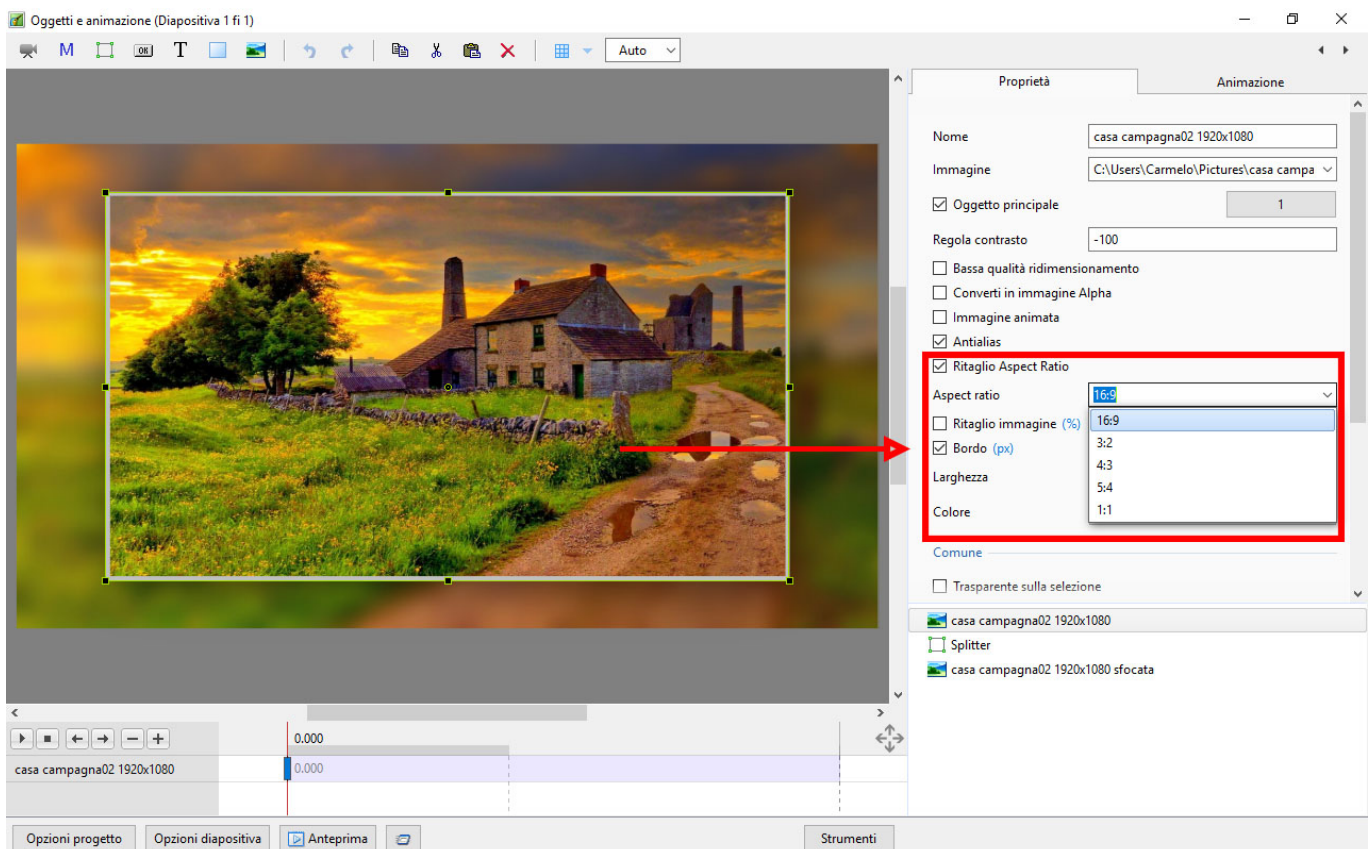 Oggetti e animazione (Diapositiva 1 fi 1)
M OK T Auto
Proprietà Animazione
Nome casa campagna02 1920x1080
Immagine C:\Users\Carmelo\Pictures\casa campa
Oggetto principale 1
Regola contrasto -100
Bassa qualità ridimensionamento
Converti in immagine Alpha
Immagine animata
Antialias
Ritaglio Aspect Ratio
Aspect ratio 16:9
Ritaglio immagine (%) 16:9
3:2
Bordo (px)
4:3
Larghezza
5:4
Colore 1:1
Comune
Trasparente sulla selezione
casa campagna02 1920x1080
Splitter
casa campagna02 1920x1080 sfocata
0.000
casa campagna02 1920x1080 0.000
Opzioni progetto Opzioni diapositiva Anteprima Strumenti